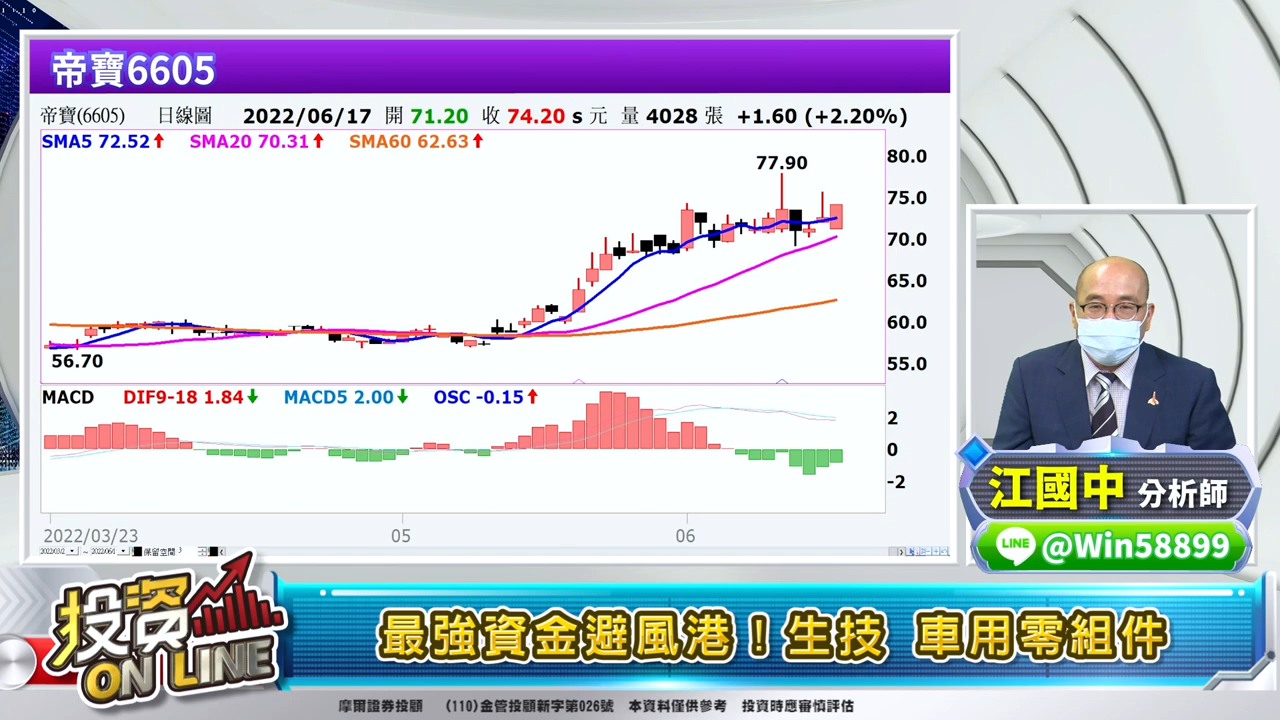 帝寶6605
帝寶(6605) 日線圖 2022/06/17 開 71.20 收 74.20 s 元 量 4028 張 +1.60 (+2.20%)
SMA5 72.52 SMA20 70.31 SMA60 62.63
80.0
77.90
75.0
70.0
65.0
60.0
56.70
55.0
MACD DIF9-18 1.84 MACD5 2.00 OSC -0.15
2
0
-2
2022/03/23 05 06
保留空間
江國中 分析師
LINE @Win58899
投資
ON LINE
最強資金避風港！生技 車用零組件
摩爾證券投顧 (110)金管投顧新字第026號 本資料僅供參考 投資時應審慎評估